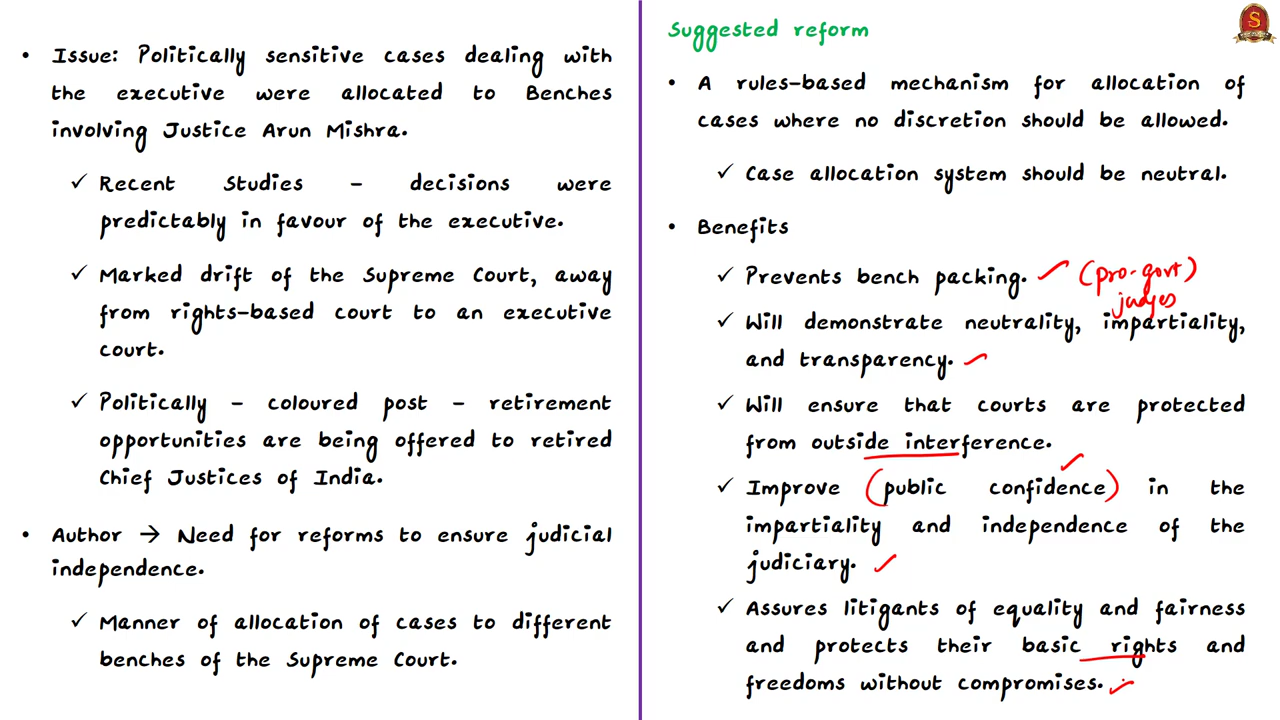 • Issue: Politically sensitive cases dealing with
the executive were allocated to Benches
involving Justice Arun Mishra.
✓ Recent Studies – decisions were
predictably in favour of the executive.
✓ Marked drift of the Supreme Court, away
from rights-based court to an executive
court.
✓ Politically – coloured post – retirement
opportunities are being offered to retired
Chief Justices of India.
• Author → Need for reforms to ensure judicial
independence.
✓ Manner of allocation of cases to different
benches of the Supreme Court.
Suggested reform
• A rules-based mechanism for allocation of
cases where no discretion should be allowed.
✓ Case allocation system should be neutral.
• Benefits
✓ Prevents bench packing. (pro-govt)
judges
✓ Will demonstrate neutrality, impartiality,
and transparency.
✓ Will ensure that courts are protected
from outside interference.
✓ Improve (public confidence) in the
impartiality and independence of the
judiciary.
✓ Assures litigants of equality and fairness
and protects their basic rights and
freedoms without compromises.
S